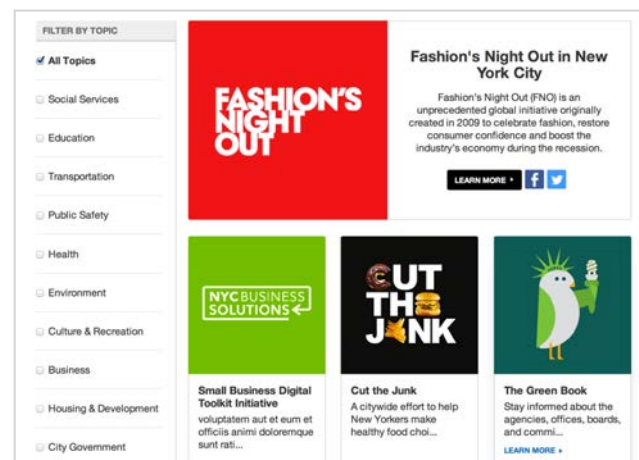 FILTER BY TOPIC
All Topics
Social Services
Education
Transportation
Public Safety
Health
Environment
Culture & Recreation
Business
Housing & Development
City Government
FASHION'S
NIGHT
OUT
Fashion's Night Out in New
York City
Fashion's Night Out (FNO) is an
unprecedented global initiative originally
created in 2009 to celebrate fashion, restore
consumer confidence and boost the
industry's economy during the recession.
LEARN MORE
NYCBUSINESS
SOLUTIONS
Small Business Digital
Toolkit Initiative
voluptatem aut et eum et
officiis animi doloremque
sunt rati...
CUT
THE
JUNK
Cut the Junk
A citywide effort to help
New Yorkers make
healthy food choi...
The Green Book
Stay informed about the
agencies, offices, boards,
and commi...
LEARN MORE